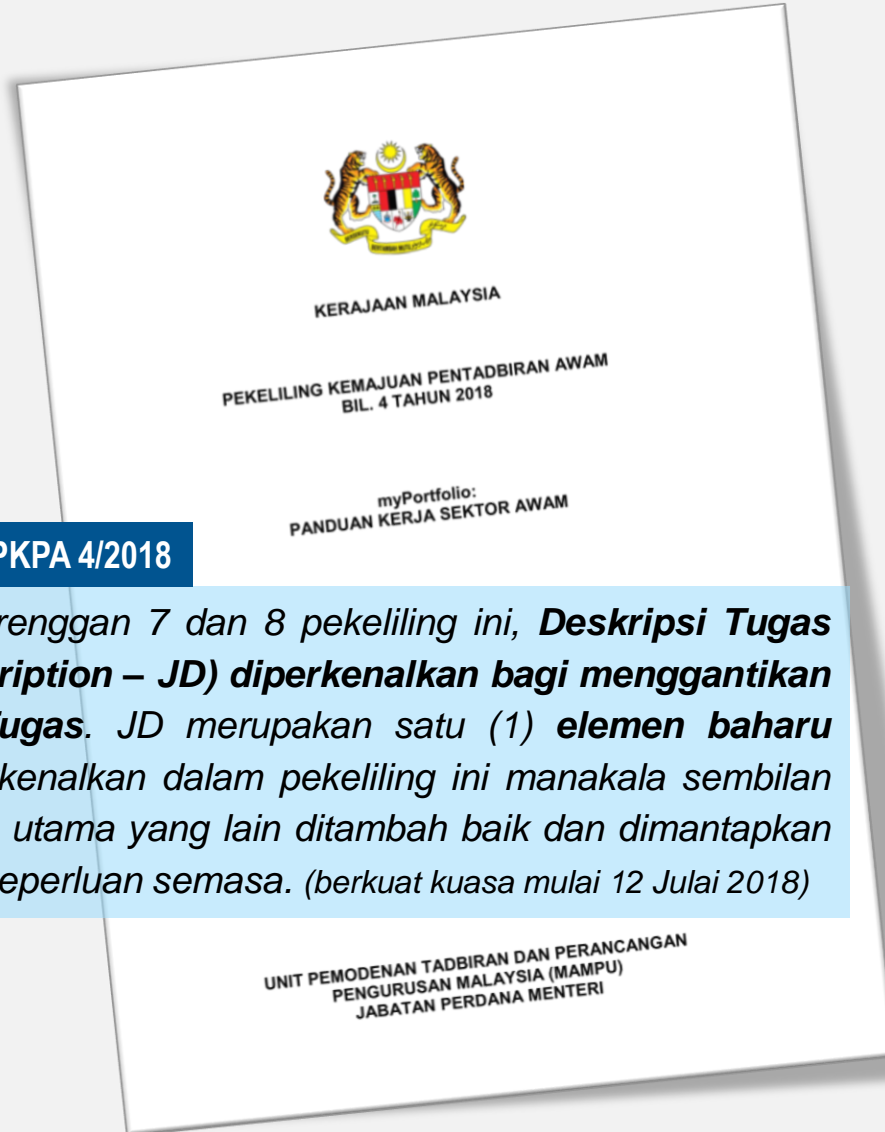 KERAJAAN MALAYSIA
PEKELILING KEMAJUAN PENTADBIRAN AWAM
BIL. 4 TAHUN 2018
myPortfolio:
PANDUAN KERJA SEKTOR AWAM
PKPA 4/2018
renggan 7 dan 8 pekeliling ini, Deskripsi Tugas
ription – JD) diperkenalkan bagi menggantikan
Tugas. JD merupakan satu (1) elemen baharu
kenalkan dalam pekeliling ini manakala sembilan
utama yang lain ditambah baik dan dimantapkan
eperluan semasa. (berkuat kuasa mulai 12 Julai 2018)
UNIT PEMODENAN TADBIRAN DAN PERANCANGAN
PENGURUSAN MALAYSIA (MAMPU)
JABATAN PERDANA MENTERI